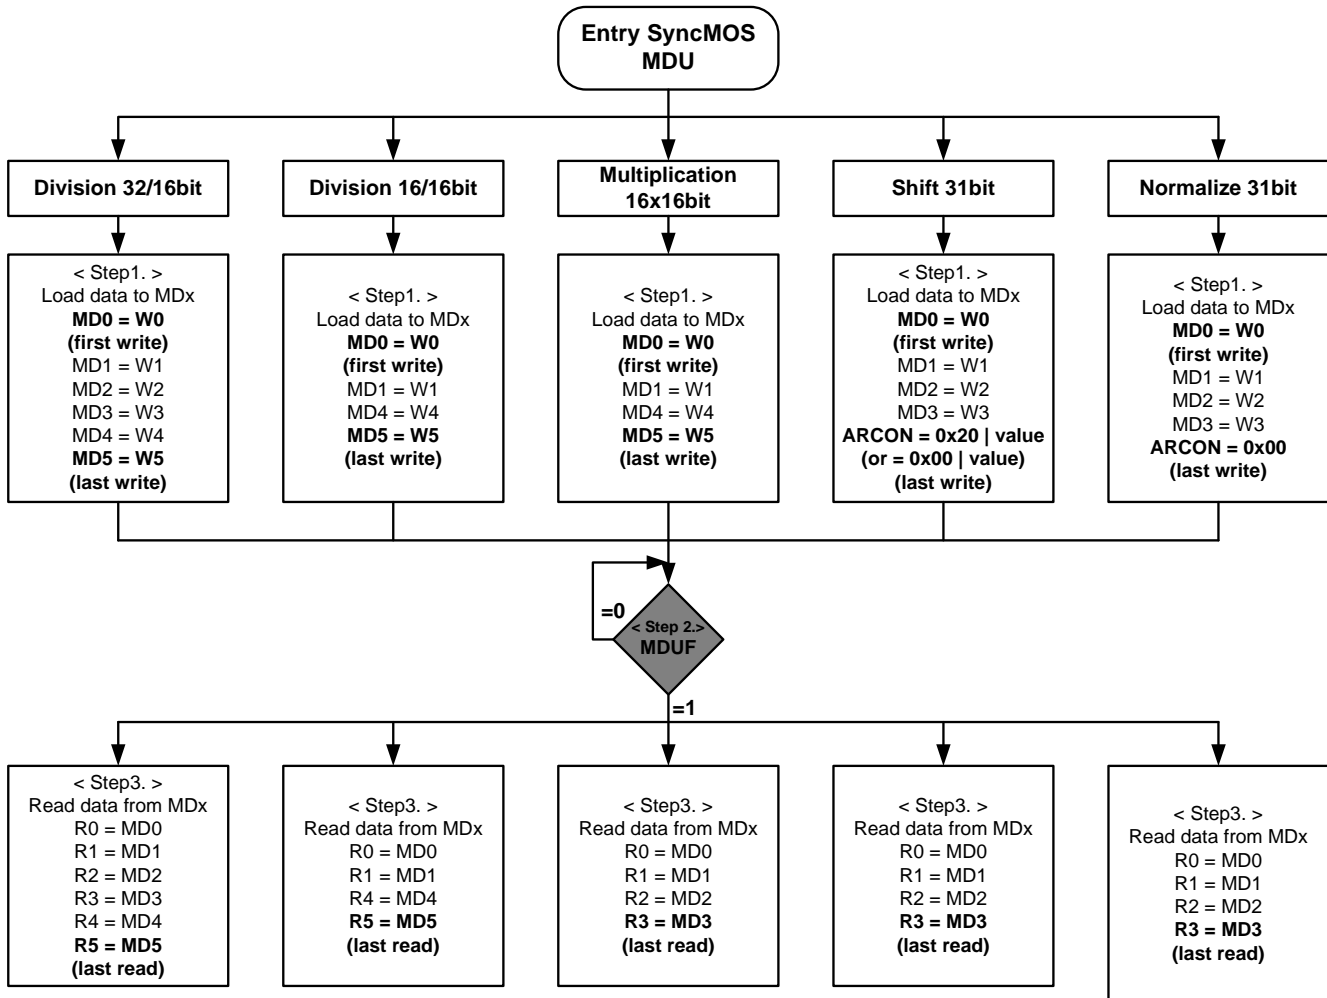 Entry SyncMOS
MDU
Division 32/16bit
Division 16/16bit
Multiplication
16x16bit
Shift 31bit
Normalize 31bit
< Step1. >
Load data to MDx
MD0 = W0
(first write)
MD1 = W1
MD2 = W2
MD3 = W3
MD4 = W4
MD5 = W5
(last write)
< Step1. >
Load data to MDx
MD0 = W0
(first write)
MD1 = W1
MD4 = W4
MD5 = W5
(last write)
< Step1. >
Load data to MDx
MD0 = W0
(first write)
MD1 = W1
MD4 = W4
MD5 = W5
(last write)
< Step1. >
Load data to MDx
MD0 = W0
(first write)
MD1 = W1
MD2 = W2
MD3 = W3
ARCON = 0x20 | value
(or = 0x00 | value)
(last write)
< Step1. >
Load data to MDx
MD0 = W0
(first write)
MD1 = W1
MD2 = W2
MD3 = W3
ARCON = 0x00
(last write)
=0
< Step 2.>
MDUF
=1
< Step3. >
Read data from MDx
R0 = MD0
R1 = MD1
R2 = MD2
R3 = MD3
R4 = MD4
R5 = MD5
(last read)
< Step3. >
Read data from MDx
R0 = MD0
R1 = MD1
R4 = MD4
R5 = MD5
(last read)
< Step3. >
Read data from MDx
R0 = MD0
R1 = MD1
R2 = MD2
R3 = MD3
(last read)
< Step3. >
Read data from MDx
R0 = MD0
R1 = MD1
R2 = MD2
R3 = MD3
(last read)
< Step3. >
Read data from MDx
R0 = MD0
R1 = MD1
R2 = MD2
R3 = MD3
(last read)